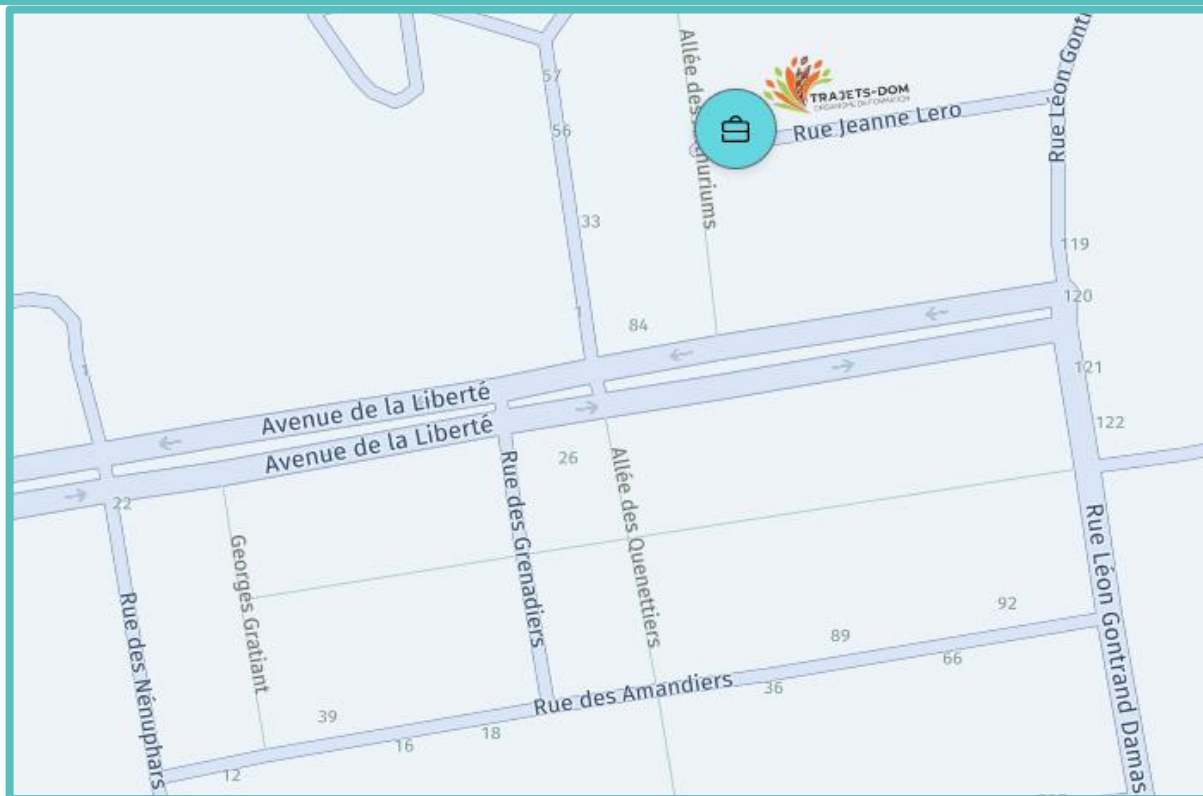 57
56
33
1
84
Allée des
nthuriums
TRAJETS-DOM
ORGANISME DE FORMATION
Rue Jeanne Lero
Rue Léon Gontr
119
120
121
122
Avenue de la Liberté
Avenue de la Liberté
22
26
Rue des Nénuphars
Georges Gratiant
Rue des Grenadiers
Allée des Quenettiers
Rue Léon Gontrand Damas
92
89
66
Rue des Amandiers
36
39
18
16
12